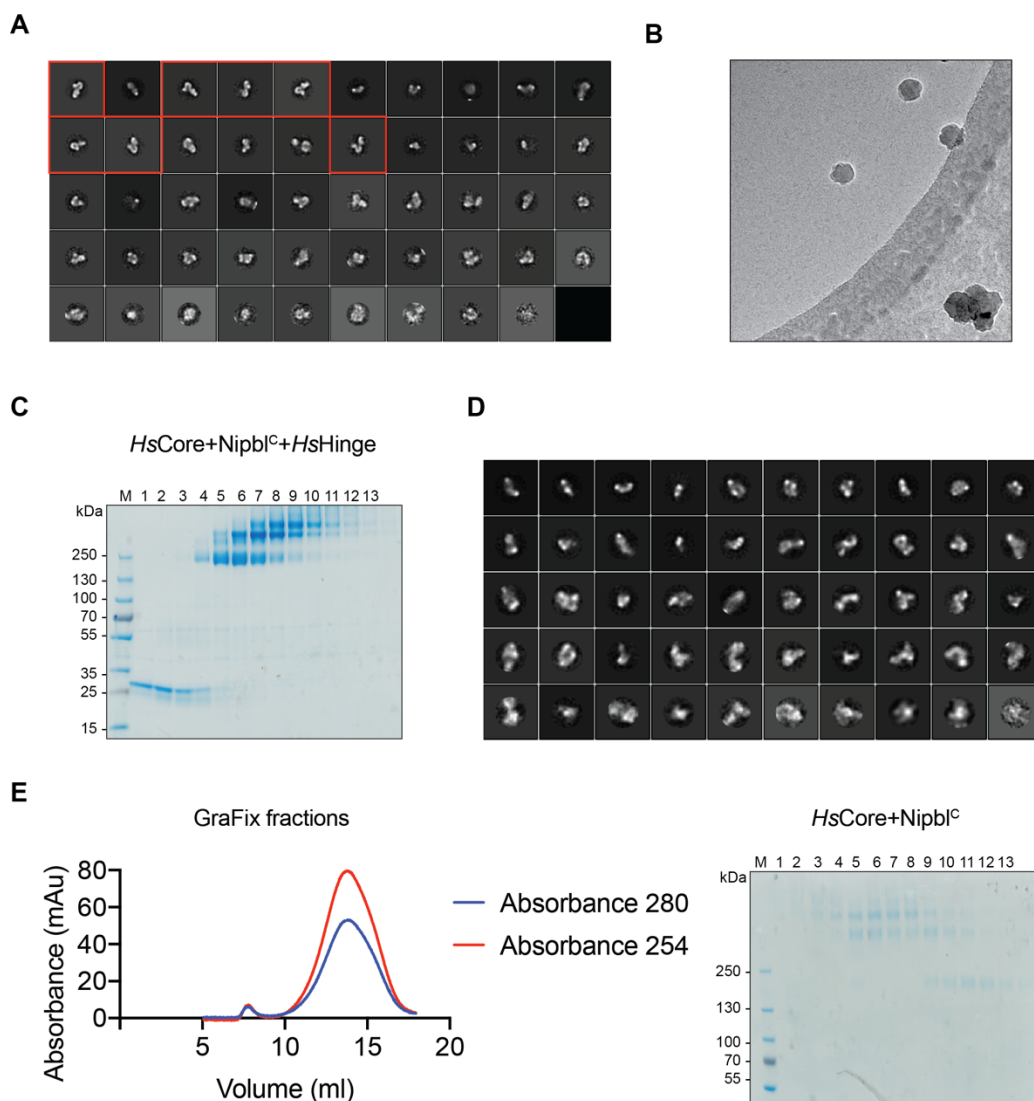 A
B
C
HsCore+Nipblᶜ+HsHinge
M 1 2 3 4 5 6 7 8 9 10 11 12 13
kDa
250
130
100
70
55
35
25
15
D
E
GraFix fractions
Absorbance (mAu)
80
60
40
20
0
5 10 15 20
Volume (ml)
Absorbance 280
Absorbance 254
HsCore+Nipblᶜ
M 1 2 3 4 5 6 7 8 9 10 11 12 13
kDa
250
130
100
70
55